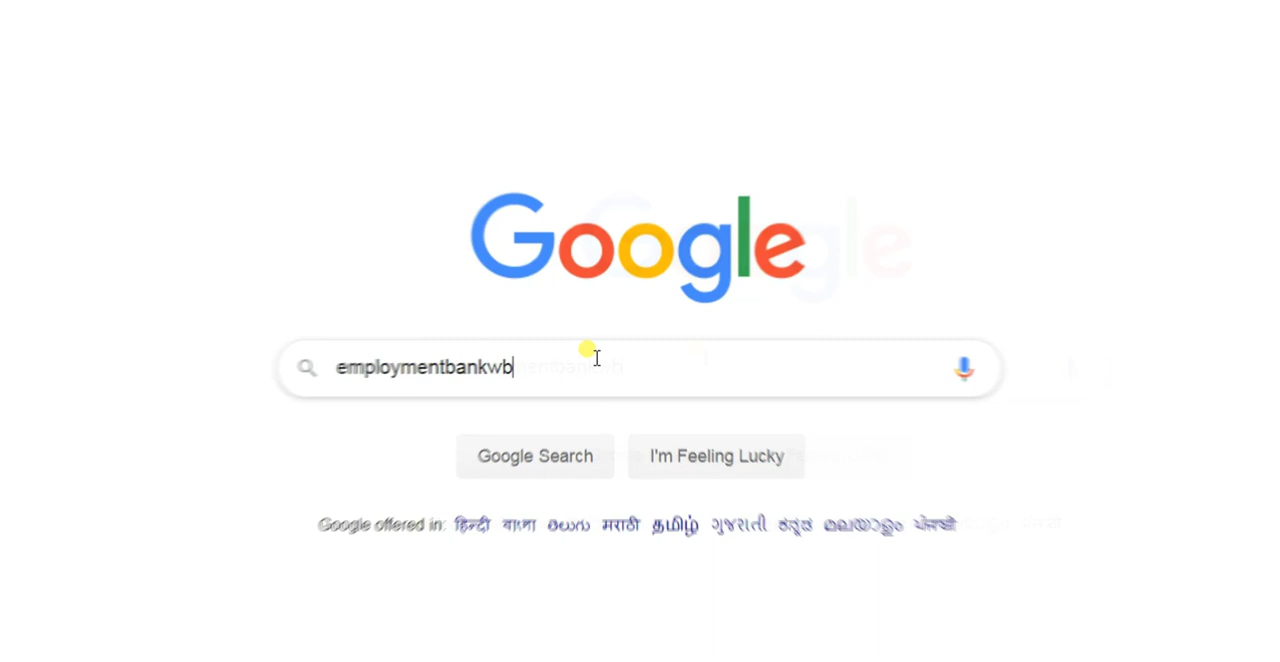 Google
employmentbankwb
Google Search
I'm Feeling Lucky
Google offered in: हिन्दी বাংলা తెలుగు मराठी தமிழ் ગુજરાતી ಕನ್ನಡ മലയാളം ਪੰਜਾਬੀ